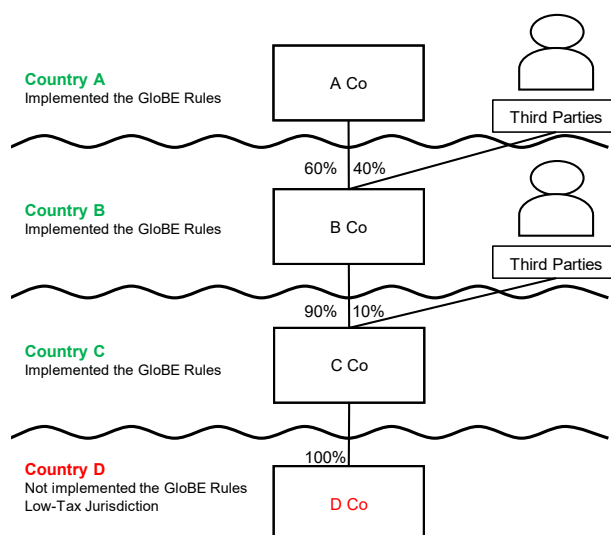 Country A
Implemented the GloBE Rules
A Co
Third Parties
60%
40%
Country B
Implemented the GloBE Rules
B Co
Third Parties
90%
10%
Country C
Implemented the GloBE Rules
C Co
100%
Country D
Not implemented the GloBE Rules
Low-Tax Jurisdiction
D Co